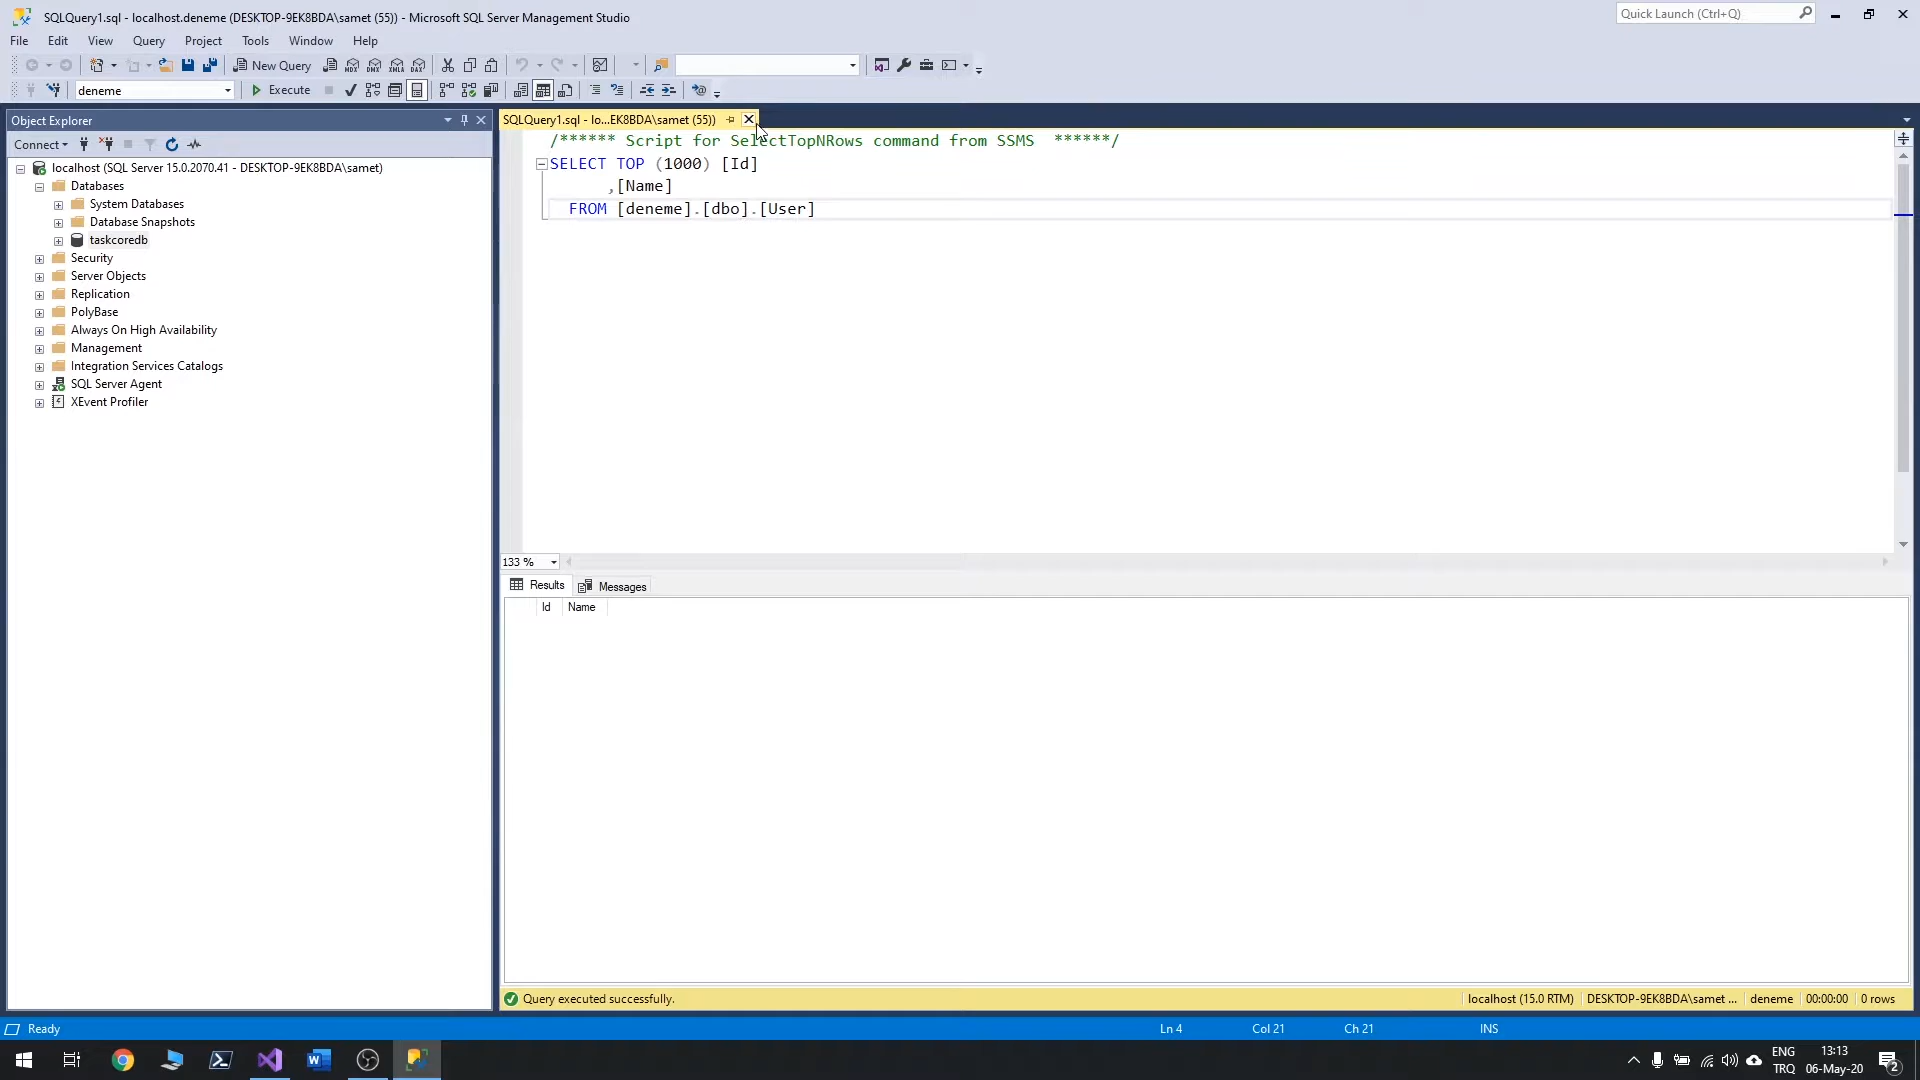 SQLQuery1.sql - localhost.deneme (DESKTOP-9EK8BDA\samet (55)) - Microsoft SQL Server Management Studio
Quick Launch (Ctrl+Q)
File Edit View Query Project Tools Window Help
New Query
deneme
Execute
Object Explorer
Connect
localhost (SQL Server 15.0.2070.41 - DESKTOP-9EK8BDA\samet)
Databases
System Databases
Database Snapshots
taskcoredb
Security
Server Objects
Replication
PolyBase
Always On High Availability
Management
Integration Services Catalogs
SQL Server Agent
XEvent Profiler
SQLQuery1.sql - lo...EK8BDA\samet (55))
/****** Script for SelectTopNRows command from SSMS  ******/
SELECT TOP (1000) [Id]
,[Name]
FROM [deneme].[dbo].[User]
133 %
Results Messages
Id Name
Query executed successfully.
localhost (15.0 RTM) DESKTOP-9EK8BDA\samet ... deneme 00:00:00 0 rows
Ready
Ln 4 Col 21 Ch 21 INS
ENG 13:13
TRQ 06-May-20
2